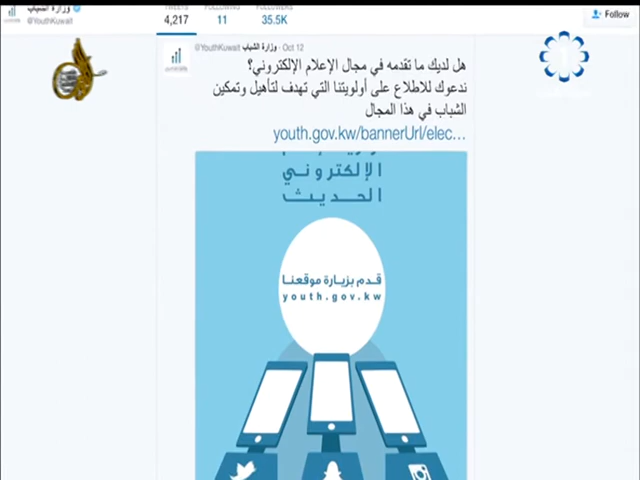 وزارة الشباب
@YouthKuwait
TWEETS FOLLOWING FOLLOWERS
4,217 11 35.5K
Follow
@YouthKuwait وزارة الشباب Oct 12
هل لديك ما تقدمه في مجال الإعلام الإلكتروني؟
ندعوك للاطلاع على أولويتنا التي تهدف لتأهيل وتمكين
الشباب في هذا المجال
youth.gov.kw/bannerUrl/elec...
الإلكتروني
الحديث
قدم بزيارة موقعنا
youth.gov.kw